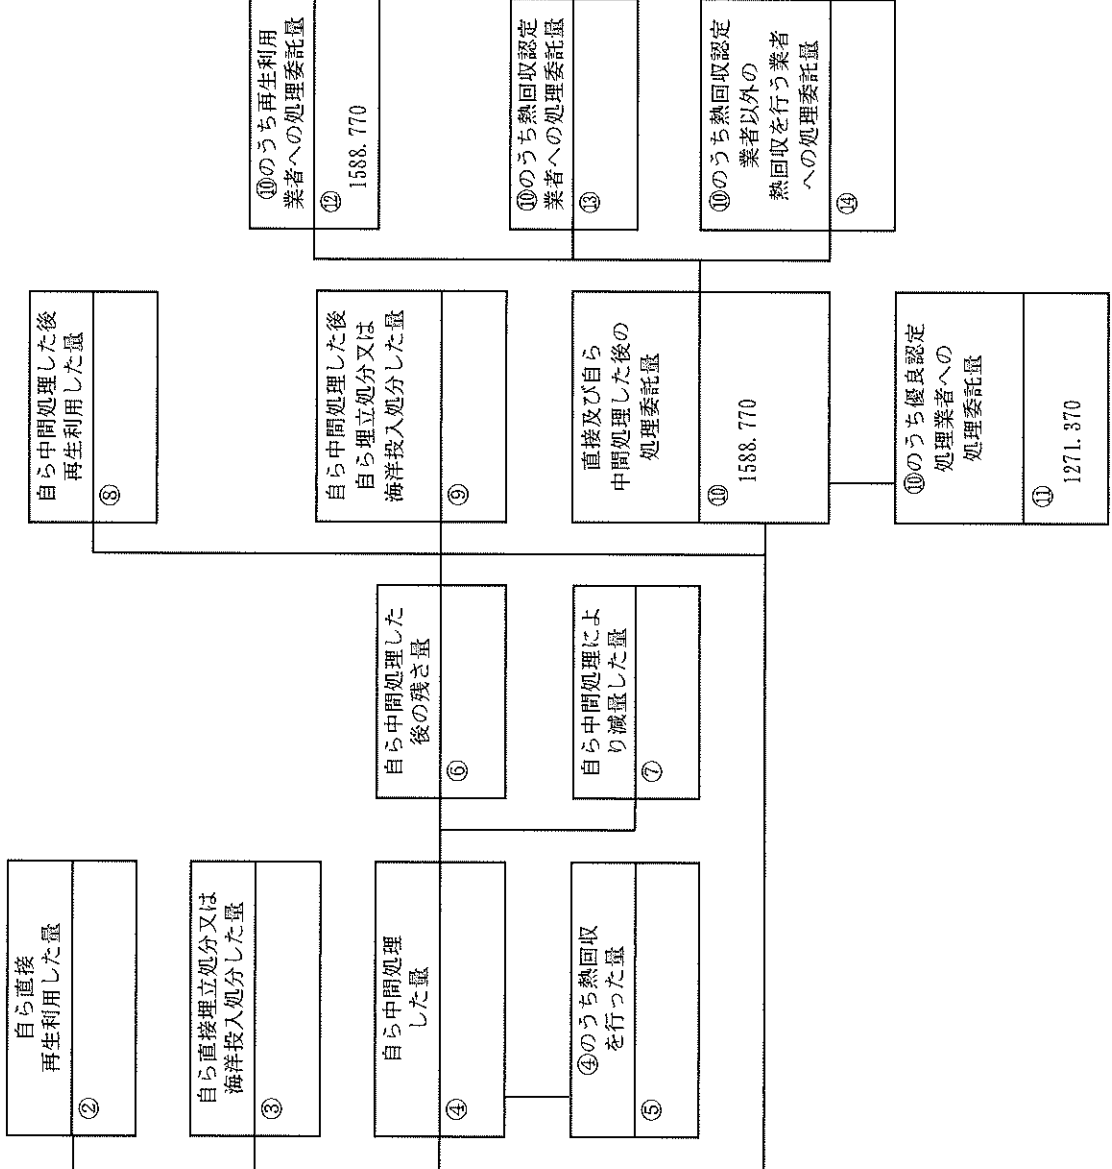 自ら直接
再生利用した量
②
自ら直接埋立処分又は
海洋投入処分した量
③
自ら中間処理
した量
④
④のうち熱回収
を行った量
⑤
自ら中間処理した
後の残さ量
⑥
自ら中間処理によ
り減量した量
⑦
自ら中間処理した後
再生利用した量
⑧
自ら中間処理した後
自ら埋立処分又は
海洋投入処分した量
⑨
直接及び自ら
中間処理した後の
処理委託量
⑩
1588.770
⑩のうち優良認定
処理業者への
処理委託量
⑪
1271.370
⑩のうち再生利用
業者への処理委託量
⑫
1588.770
⑩のうち熱回収認定
業者への処理委託量
⑬
⑩のうち熱回収認定
業者以外の
熱回収を行う業者
への処理委託量
⑭